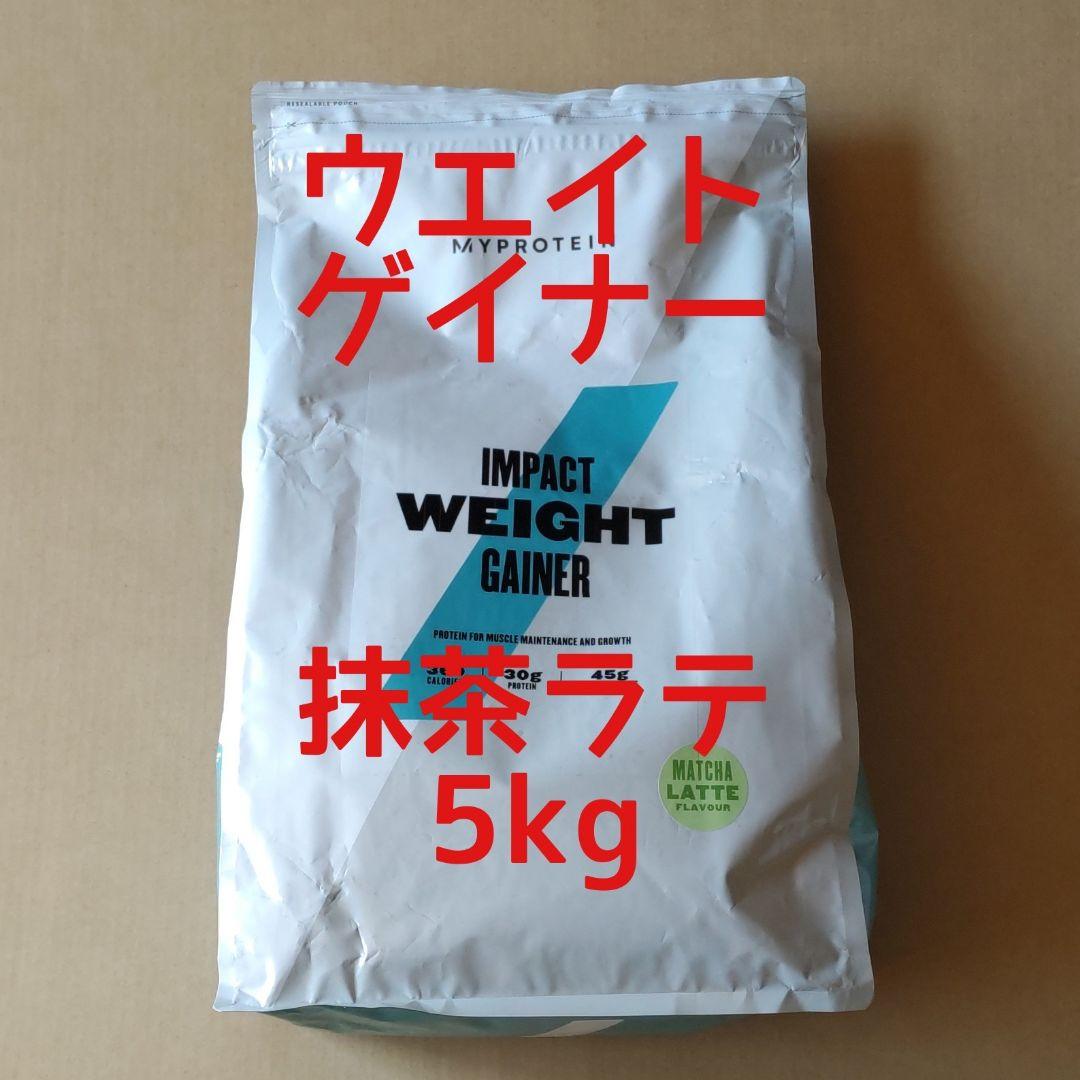 RESEALABLE POUCH
ウエイト
MYPROTEIN
ゲイナー
IMPACT
WEIGHT
GAINER
PROTEIN FOR MUSCLE MAINTENANCE AND GROWTH
30g 45g
PROTEIN
抹茶ラテ
MATCHA
LATTE
FLAVOUR
5kg